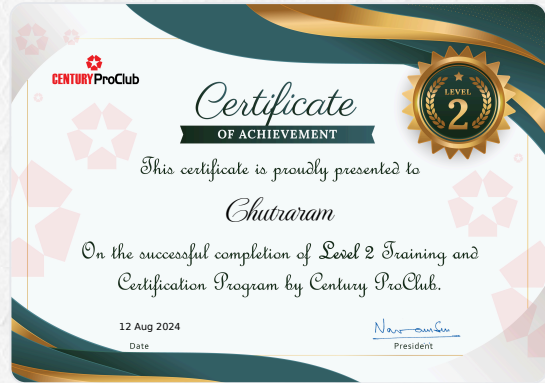 CENTURY ProClub
Certificate
OF ACHIEVEMENT
LEVEL
2
This certificate is proudly presented to
Chutraram
On the successful completion of Level 2 Training and
Certification Program by Century ProClub.
12 Aug 2024
Date
President